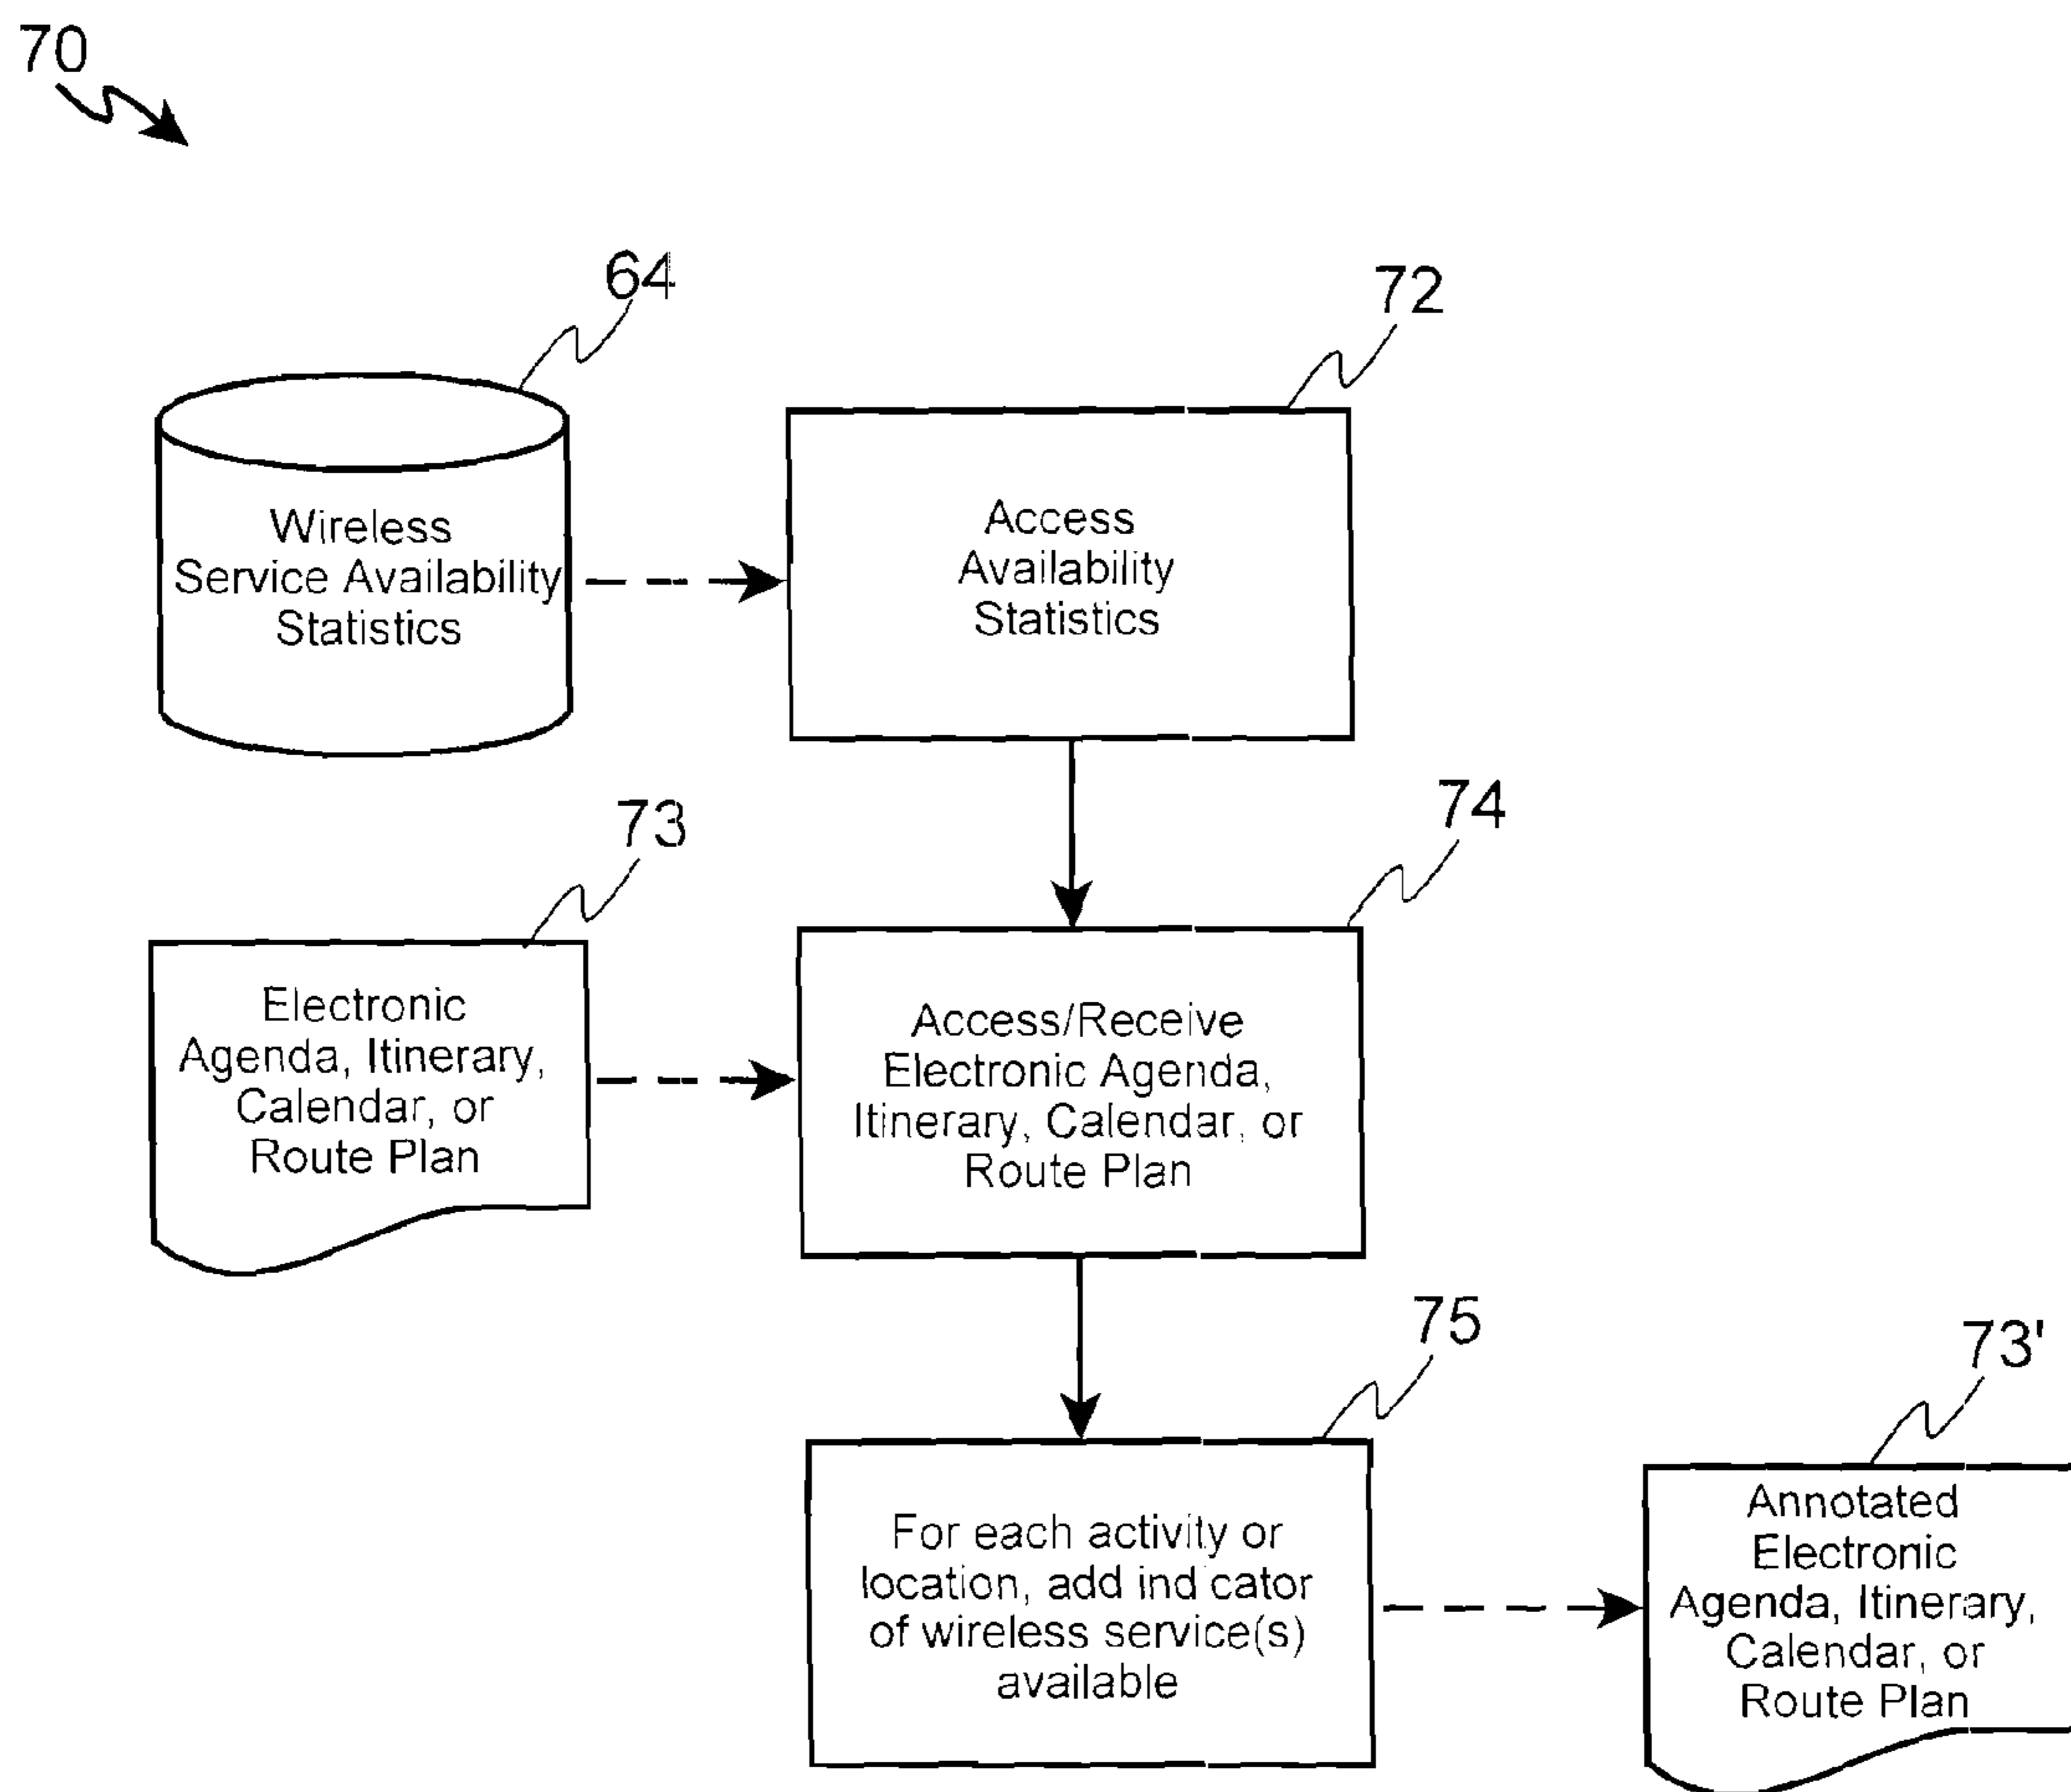 70
64
72
Wireless
Service Availability
Statistics
Access
Availability
Statistics
73
74
Electronic
Agenda, Itinerary,
Calendar, or
Route Plan
Access/Receive
Electronic Agenda,
Itinerary, Calendar, or
Route Plan
75
73'
For each activity or
location, add indicator
of wireless service(s)
available
Annotated
Electronic
Agenda, Itinerary,
Calendar, or
Route Plan